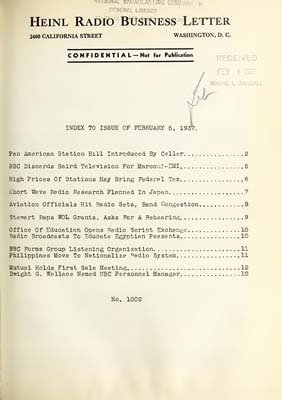 NATIONAL BROADCASTING COMPANY
GENERAL LIBRARY
HEINL RADIO BUSINESS LETTER
2400 CALIFORNIA STREET WASHINGTON, D. C.
CONFIDENTIAL—Not for Publication
RECEIVED
FEB 8 1937
WAYNE L. RANDALL
INDEX TO ISSUE OF FEBRUARY 5, 1937.
Pan American Station Bill Introduced By Celler...............2
BBC Discards Baird Television For Marconi-EMI,...............5
High Prices Of Stations May Bring Federal Tax................6
Short Wave Radio Research Planned In Japan...................7
Aviation Officials Hit Radio Sets, Band Congestion...........8
Stewart Raps WOL Grants, Asks For A Rehearing................9
Office Of Education Opens Radio Script Exchange.............10
Radio Broadcasts To Educate Egyptian Peasants...............10
BBC Forms Group Listening Organization......................11
Philippines Move To Nationalize Radio System................11
Mutual Holds First Sale Meeting.............................12
Dwight G. Wallace Named NBC Personnel Manager...............12
No. 1002